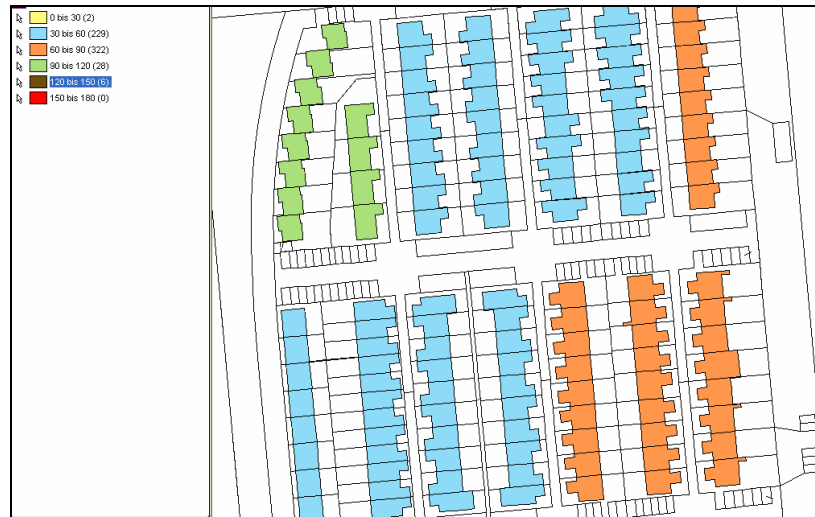 0 bis 30 (2)
30 bis 60 (229)
60 bis 90 (322)
90 bis 120 (28)
120 bis 150 (6)
150 bis 180 (0)